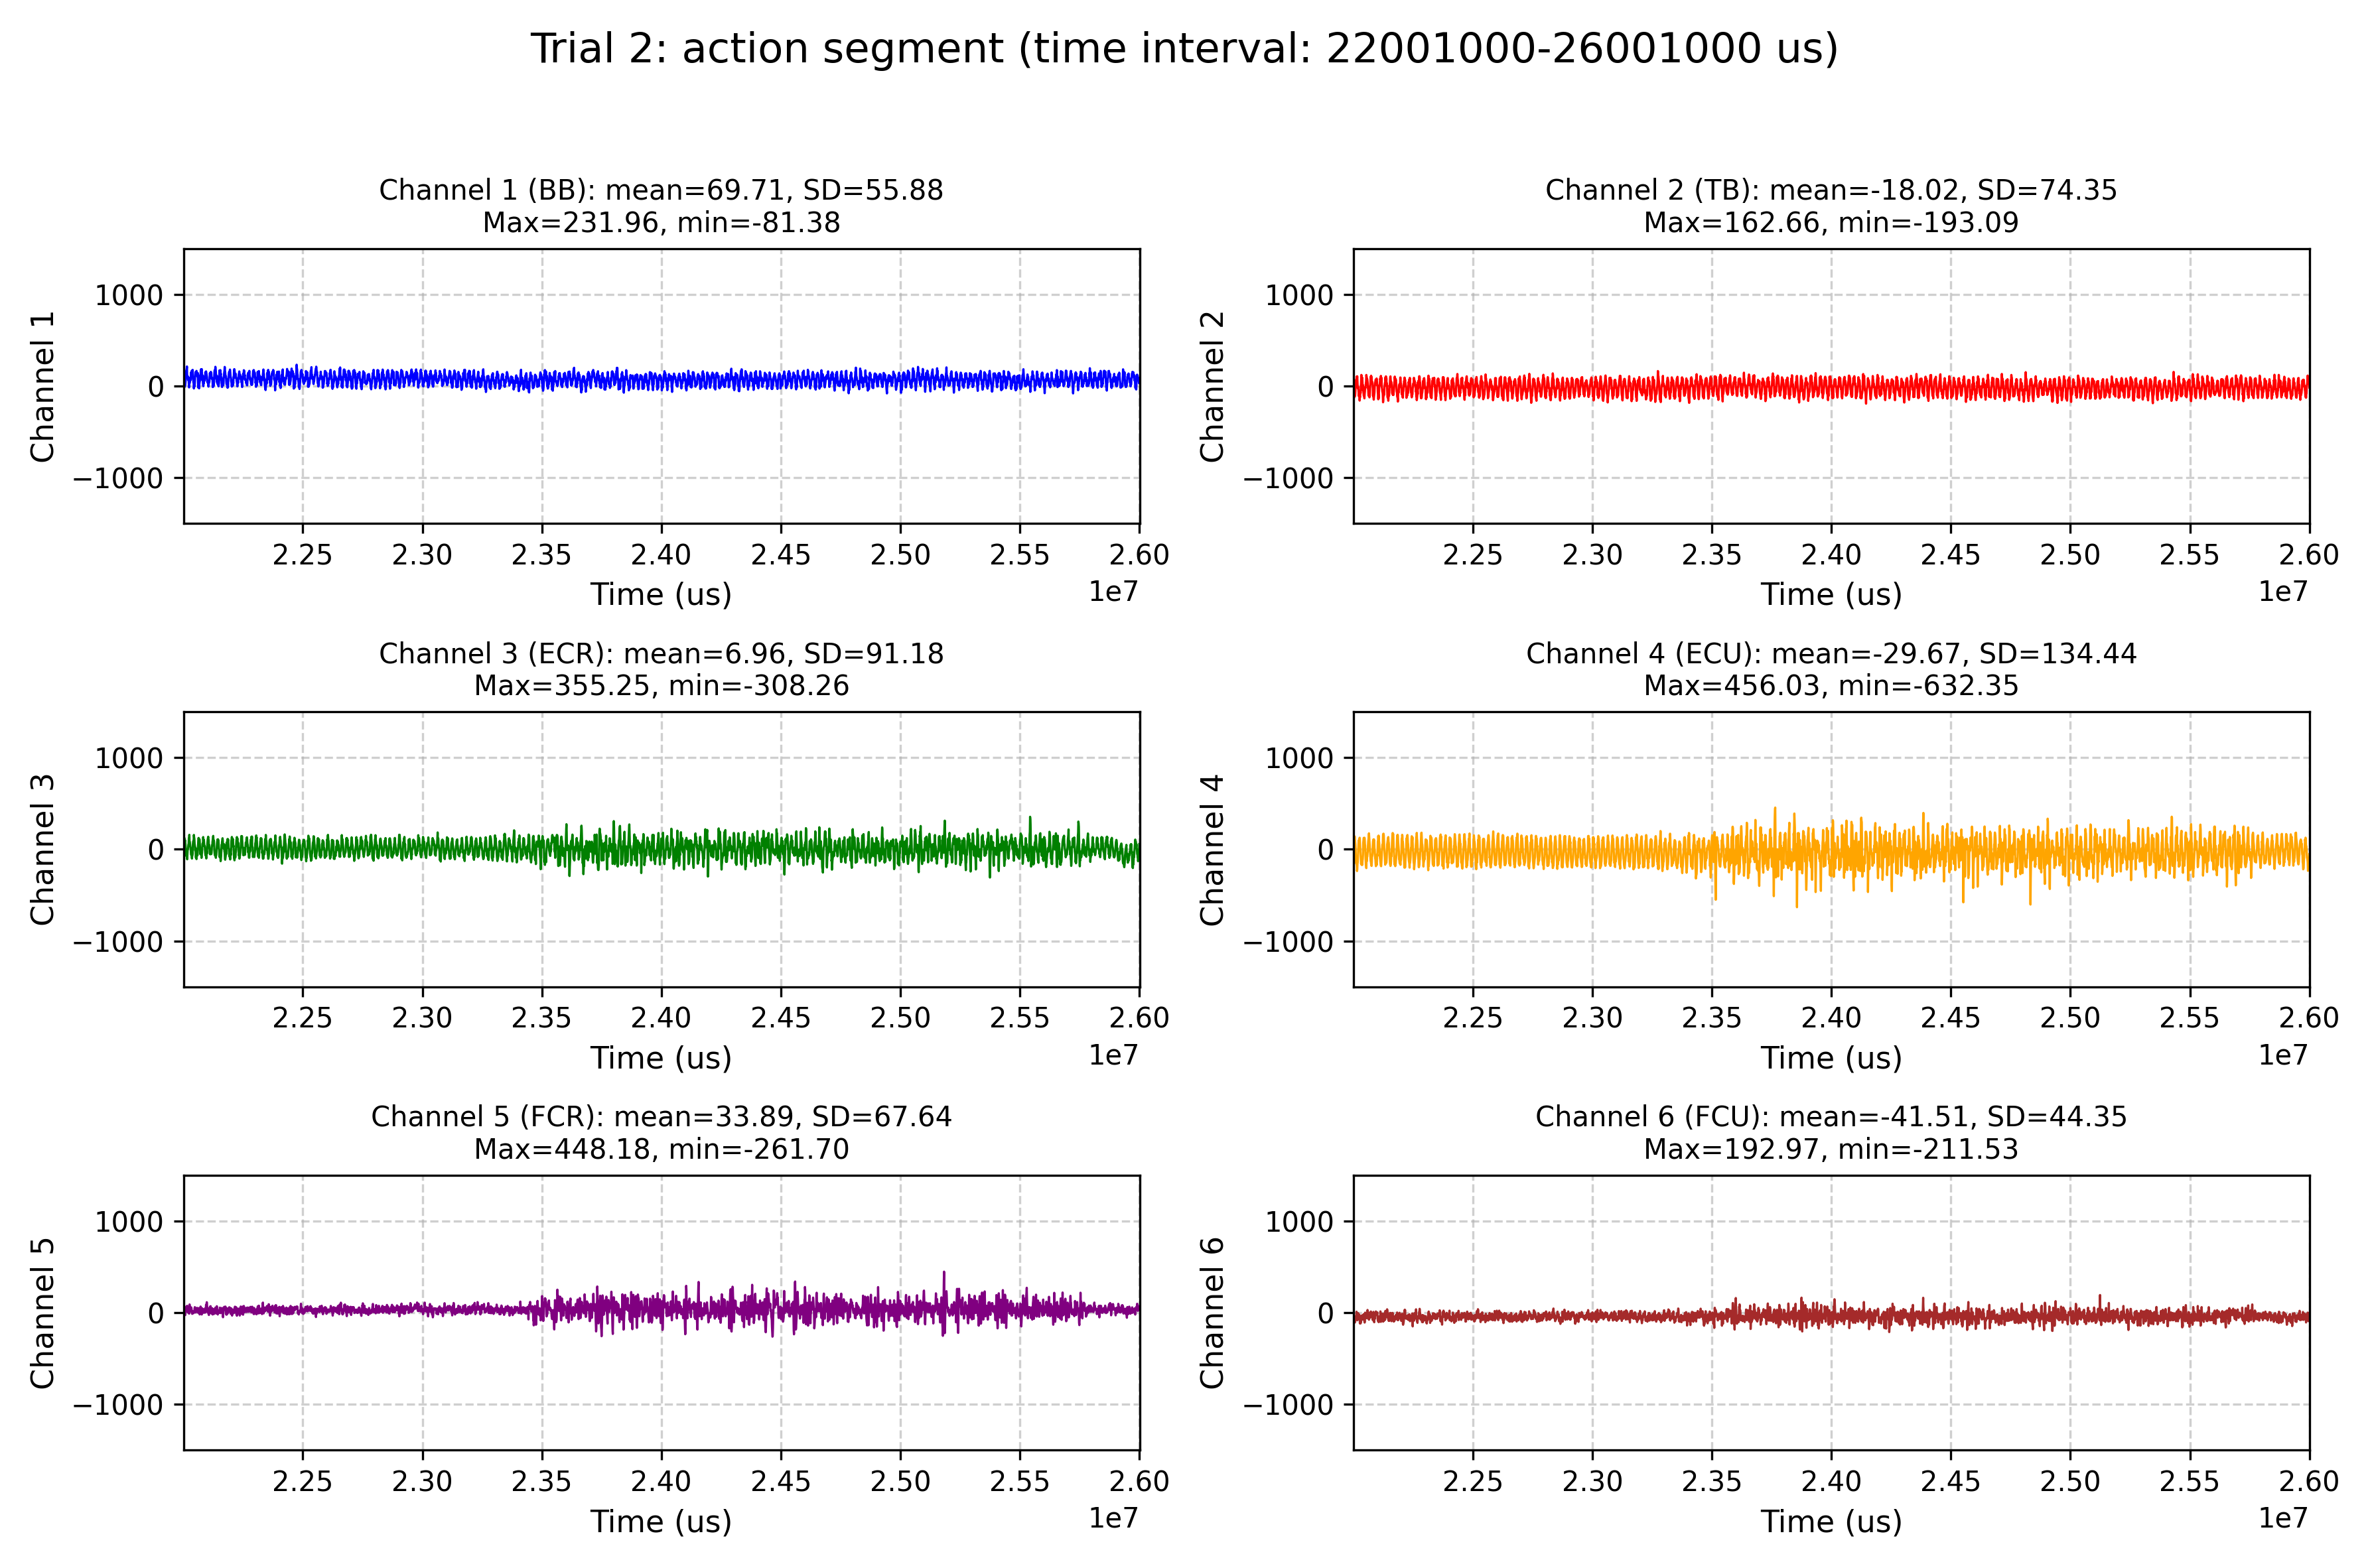 Trial 2: action segment (time interval: 22001000-26001000 us)
Channel 1 (BB): mean=69.71, SD=55.88
Max=231.96, min=-81.38
1000
0
−1000
Channel 1
2.25 2.30 2.35 2.40 2.45 2.50 2.55 2.60
Time (us)
1e7
Channel 2 (TB): mean=-18.02, SD=74.35
Max=162.66, min=-193.09
1000
0
−1000
Channel 2
2.25 2.30 2.35 2.40 2.45 2.50 2.55 2.60
Time (us)
1e7
Channel 3 (ECR): mean=6.96, SD=91.18
Max=355.25, min=-308.26
1000
0
−1000
Channel 3
2.25 2.30 2.35 2.40 2.45 2.50 2.55 2.60
Time (us)
1e7
Channel 4 (ECU): mean=-29.67, SD=134.44
Max=456.03, min=-632.35
1000
0
−1000
Channel 4
2.25 2.30 2.35 2.40 2.45 2.50 2.55 2.60
Time (us)
1e7
Channel 5 (FCR): mean=33.89, SD=67.64
Max=448.18, min=-261.70
1000
0
−1000
Channel 5
2.25 2.30 2.35 2.40 2.45 2.50 2.55 2.60
Time (us)
1e7
Channel 6 (FCU): mean=-41.51, SD=44.35
Max=192.97, min=-211.53
1000
0
−1000
Channel 6
2.25 2.30 2.35 2.40 2.45 2.50 2.55 2.60
Time (us)
1e7